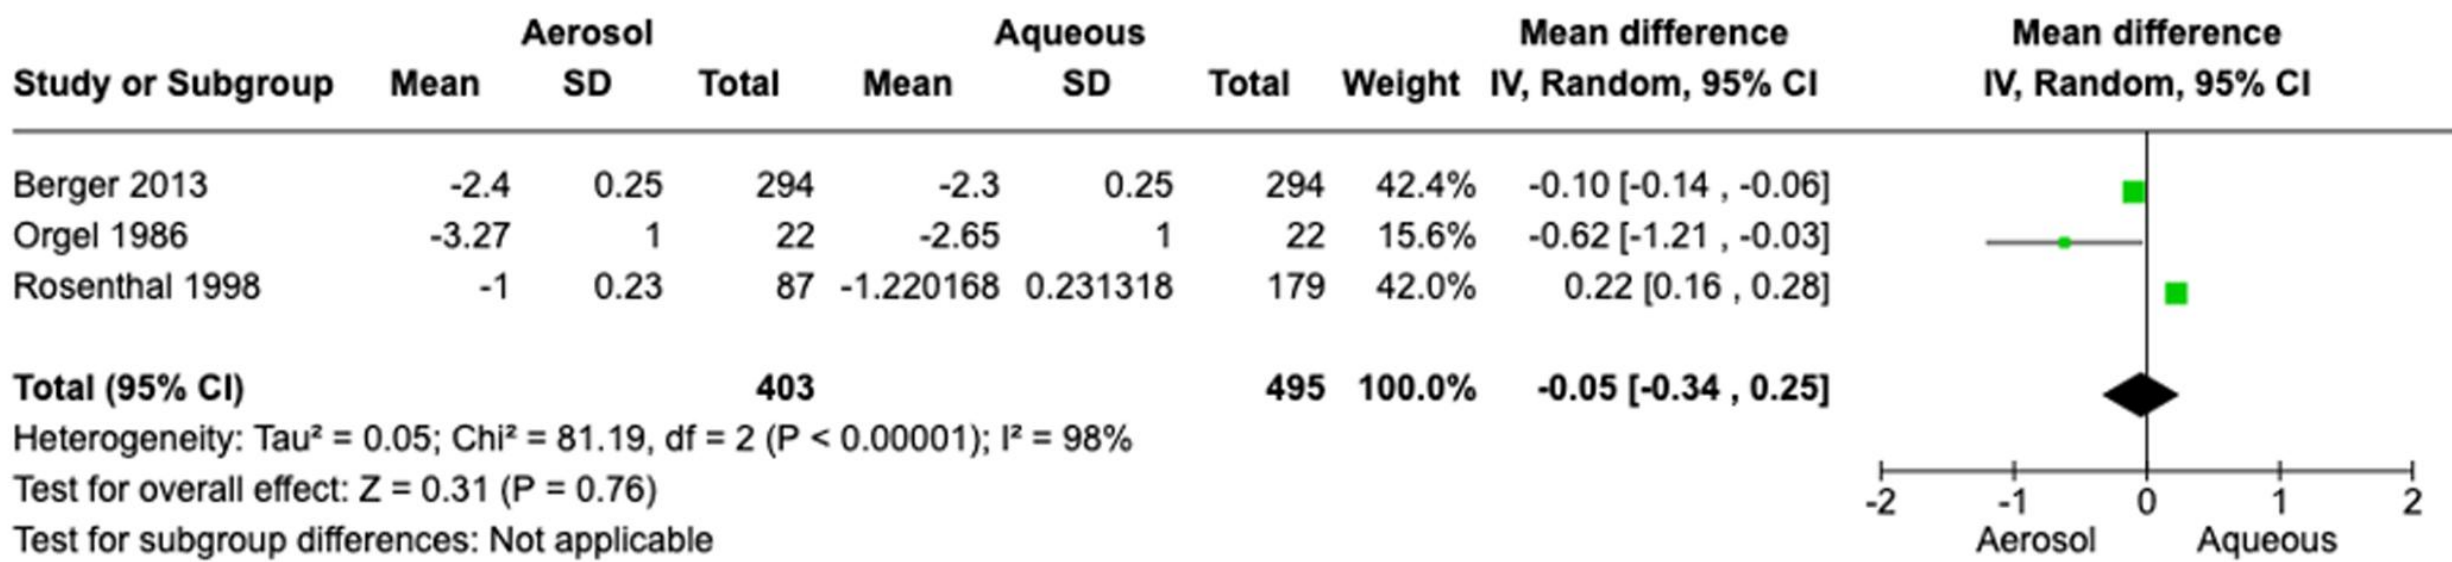 Aerosol Aqueous Mean difference Mean difference
Study or Subgroup Mean SD Total Mean SD Total Weight IV, Random, 95% CI IV, Random, 95% CI
Berger 2013 -2.4 0.25 294 -2.3 0.25 294 42.4% -0.10 [-0.14 , -0.06]
Orgel 1986 -3.27 1 22 -2.65 1 22 15.6% -0.62 [-1.21 , -0.03]
Rosenthal 1998 -1 0.23 87 -1.220168 0.231318 179 42.0% 0.22 [0.16 , 0.28]
Total (95% CI) 403 495 100.0% -0.05 [-0.34 , 0.25]
Heterogeneity: Tau² = 0.05; Chi² = 81.19, df = 2 (P < 0.00001); I² = 98%
Test for overall effect: Z = 0.31 (P = 0.76)
-2 -1 0 1 2
Test for subgroup differences: Not applicable
Aerosol Aqueous